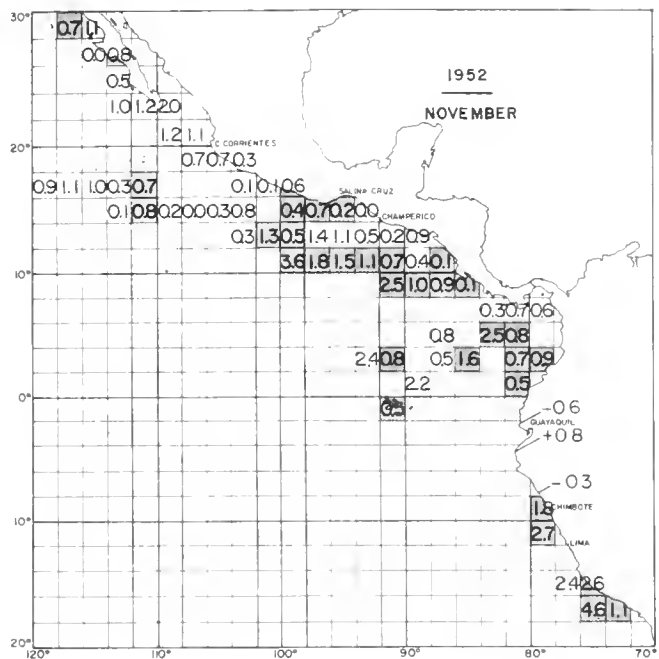 30°
0.7 1.1
0.0 0.8
0.5
1952
1.0 1.2 2.0
NOVEMBER
1.2 1.1
C. CORRIENTES
20°
0.7 0.7 0.3
0.9 1.1 1.0 0.3 0.7 0.1 0.1 0.6
SALINA CRUZ
0.1 0.8 0.2 0.0 0.3 0.8 0.4 0.7 0.2 0.0
CHAMPERICO
0.3 1.3 0.5 1.4 1.1 0.5 0.2 0.9
3.6 1.8 1.5 1.1 0.7 0.4 0.1
10°
2.5 1.0 0.9 0.1
0.3 0.7 0.6
0.8 2.5 0.8
2.4 0.8 0.5 1.6 0.7 0.9
2.2 0.5
0°
0.5
-0.6
GUAYAQUIL
+0.8
-0.3
1.8 CHIMBOTE
10°
2.7
LIMA
2.4 2.6
4.6 1.1
20°
120° 110° 100° 90° 80° 70°